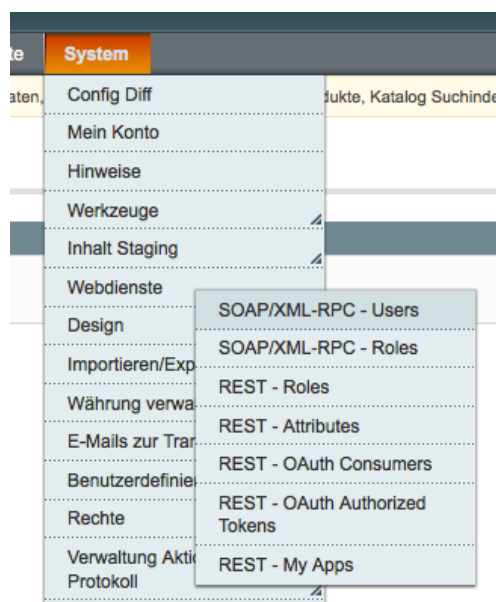 te
System
aten,
dukte, Katalog Suchinde
Config Diff
Mein Konto
Hinweise
Werkzeuge
Inhalt Staging
Webdienste
SOAP/XML-RPC - Users
SOAP/XML-RPC - Roles
REST - Roles
REST - Attributes
REST - OAuth Consumers
REST - OAuth Authorized
Tokens
REST - My Apps
Design
Importieren/Exp
Währung verwa
E-Mails zur Tran
Benutzerdefinie
Rechte
Verwaltung Aktio
Protokoll